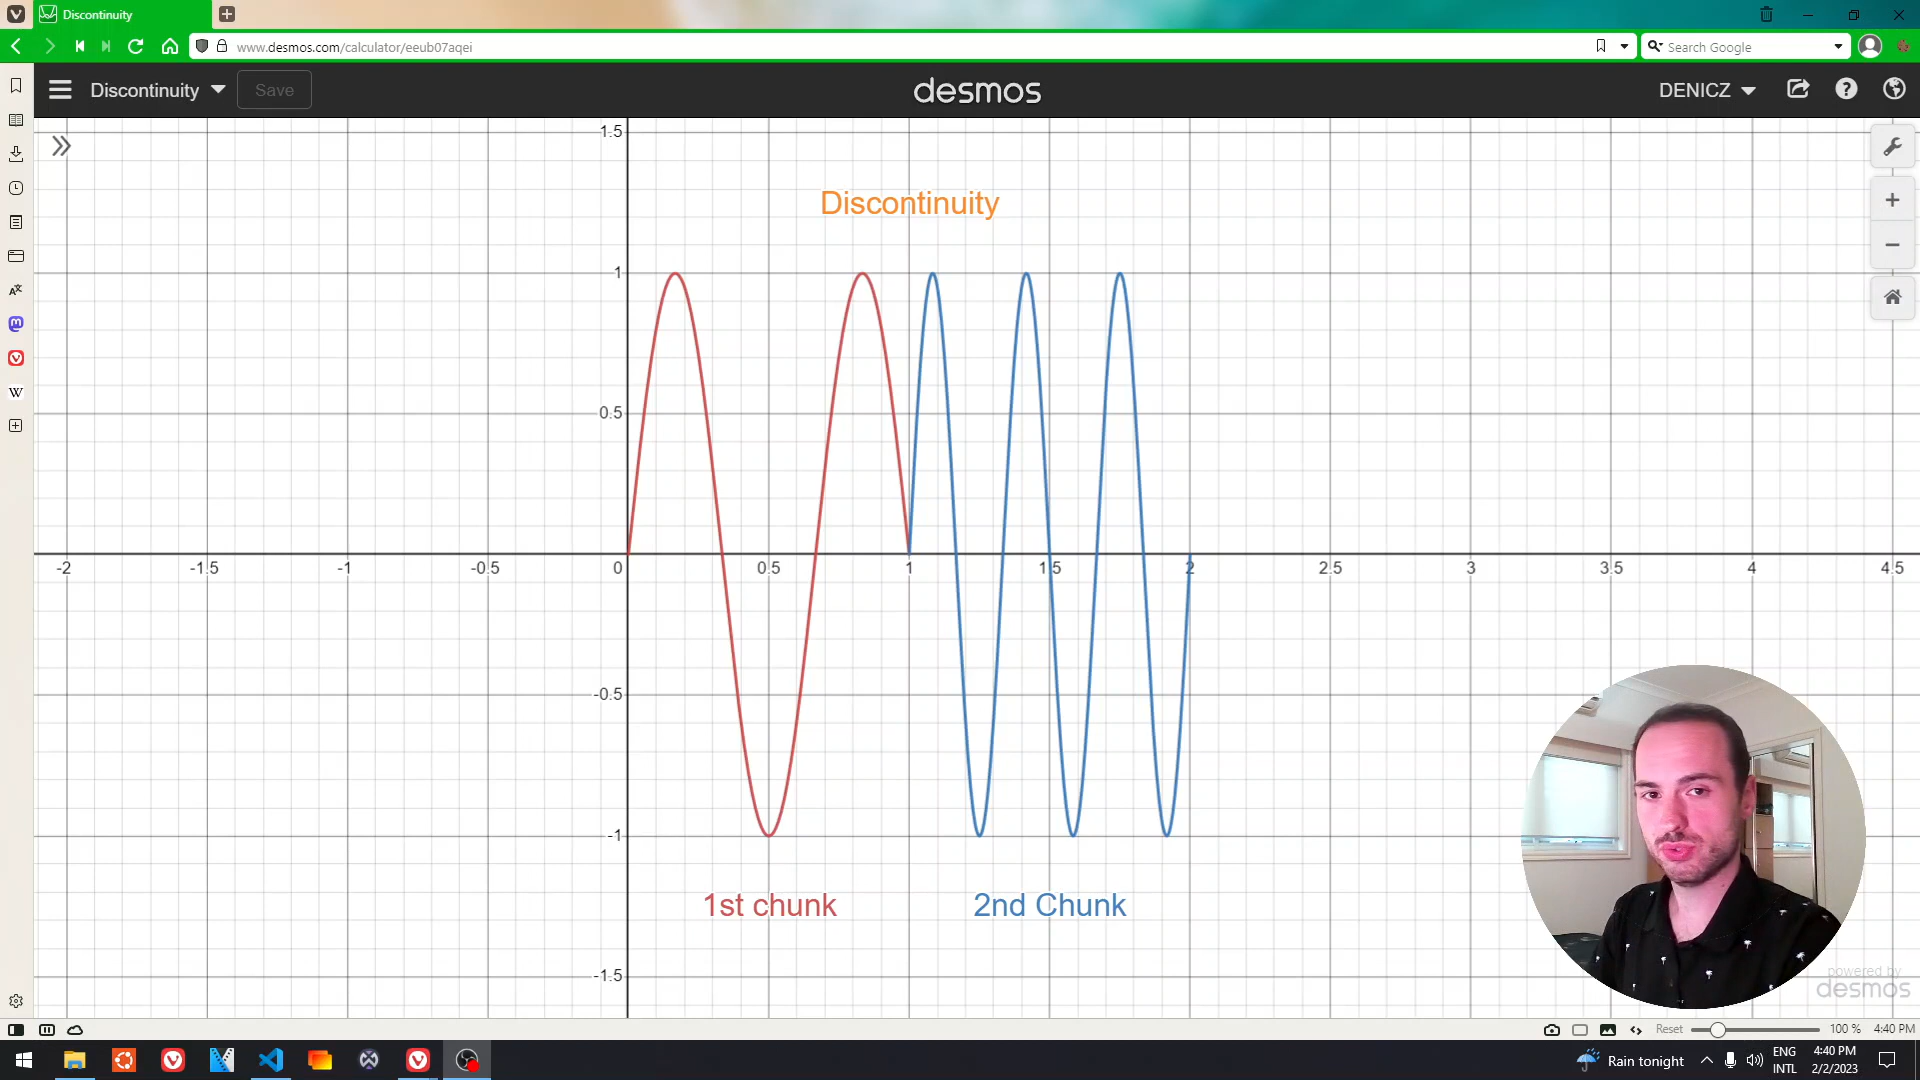 Discontinuity
www.desmos.com/calculator/eeub07aqei
Search Google
Discontinuity
Save
desmos
DENICZ
1.5
Discontinuity
1
0.5
-2
-1.5
-1
-0.5
0
0.5
1
1.5
2
2.5
3
3.5
4
4.5
-0.5
-1
1st chunk
2nd Chunk
-1.5
powered by
desmos
Reset
100 %
4:40 PM
Rain tonight
ENG
INTL
4:40 PM
2/2/2023